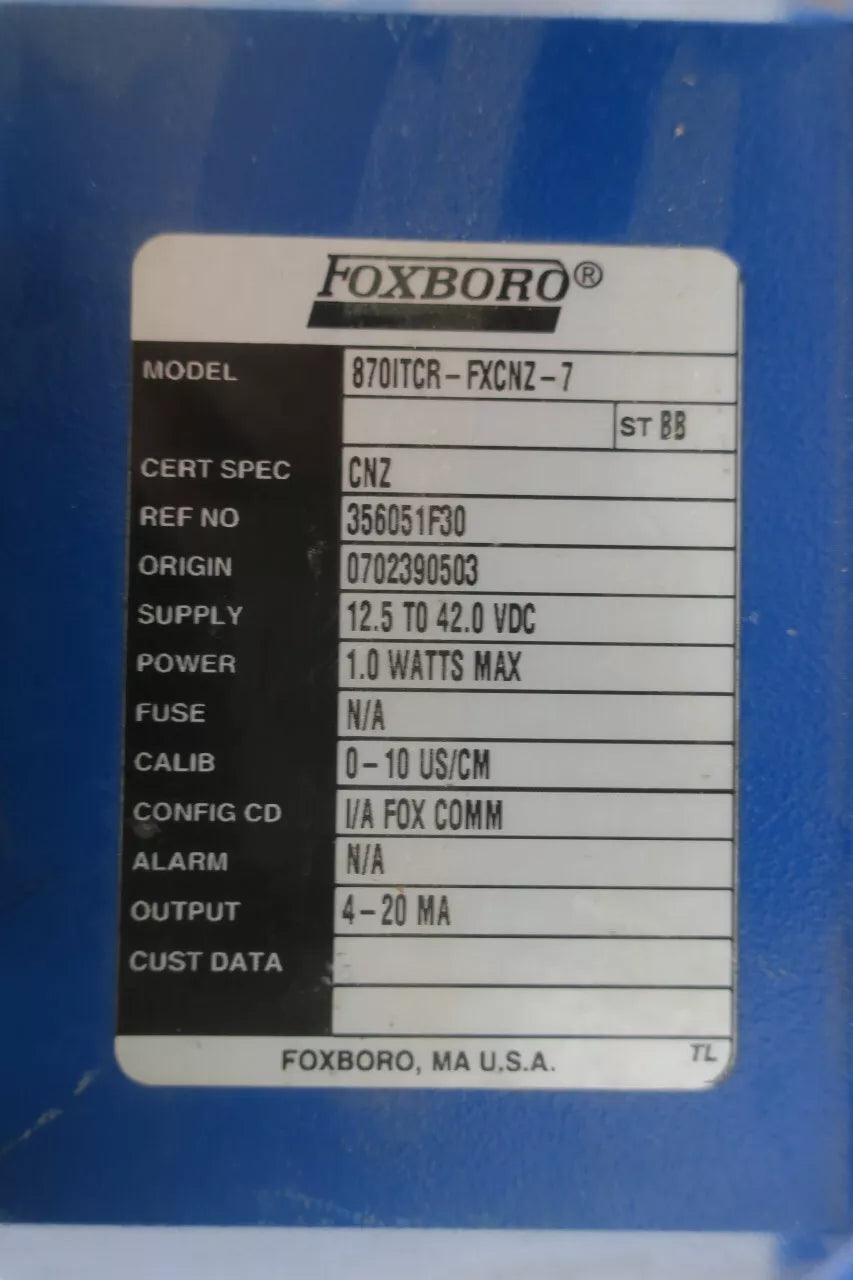 FOXBORO®
MODEL 870ITCR-FXCNZ-7
ST BB
CERT SPEC CNZ
REF NO 356051F30
ORIGIN 0702390503
SUPPLY 12.5 TO 42.0 VDC
POWER 1.0 WATTS MAX
FUSE N/A
CALIB 0-10 US/CM
CONFIG CD I/A FOX COMM
ALARM N/A
OUTPUT 4-20 MA
CUST DATA
FOXBORO, MA U.S.A. TL